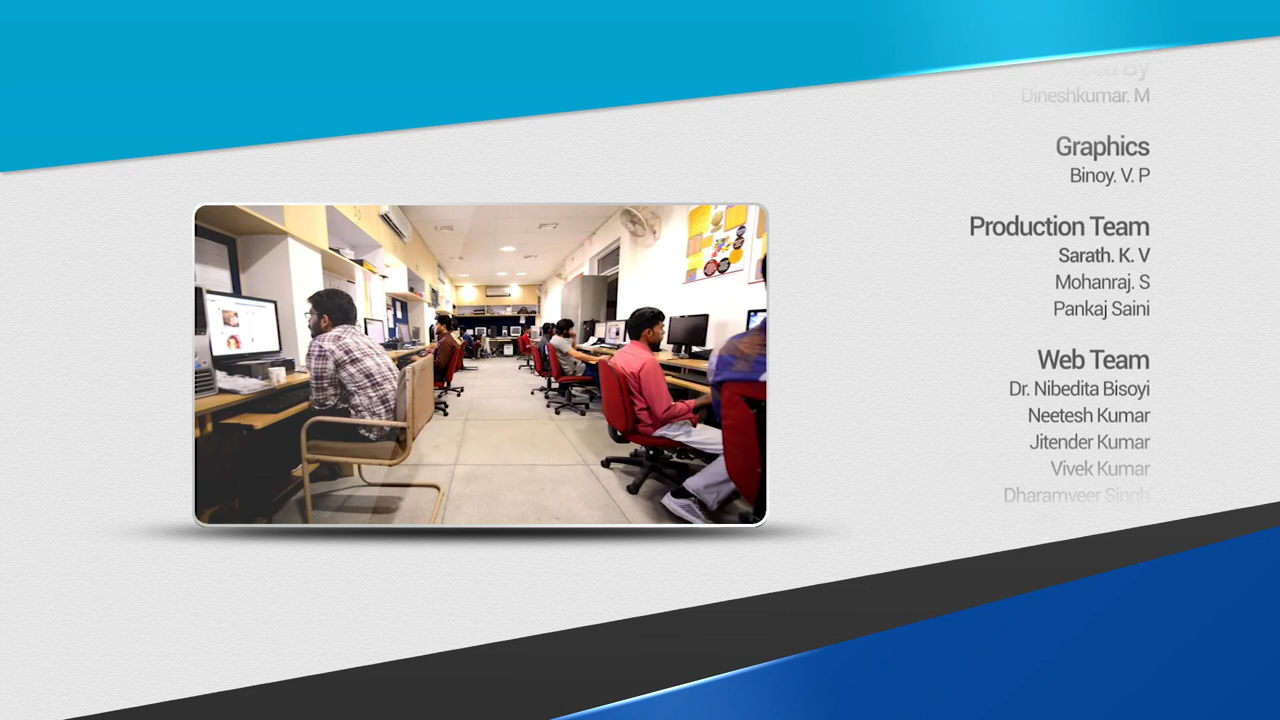 By
Dineshkumar. M
Graphics
Binoy. V. P
Production Team
Sarath. K. V
Mohanraj. S
Pankaj Saini
Web Team
Dr. Nibedita Bisoyi
Neetesh Kumar
Jitender Kumar
Vivek Kumar
Dharamveer Singh